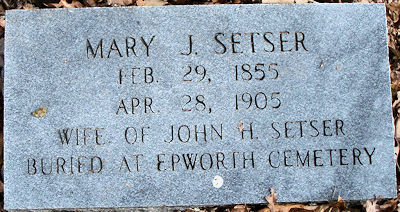 MARY J. SETSER
FEB. 29, 1855
APR. 28, 1905
WIFE OF JOHN H. SETSER
BURIED AT EPWORTH CEMETERY